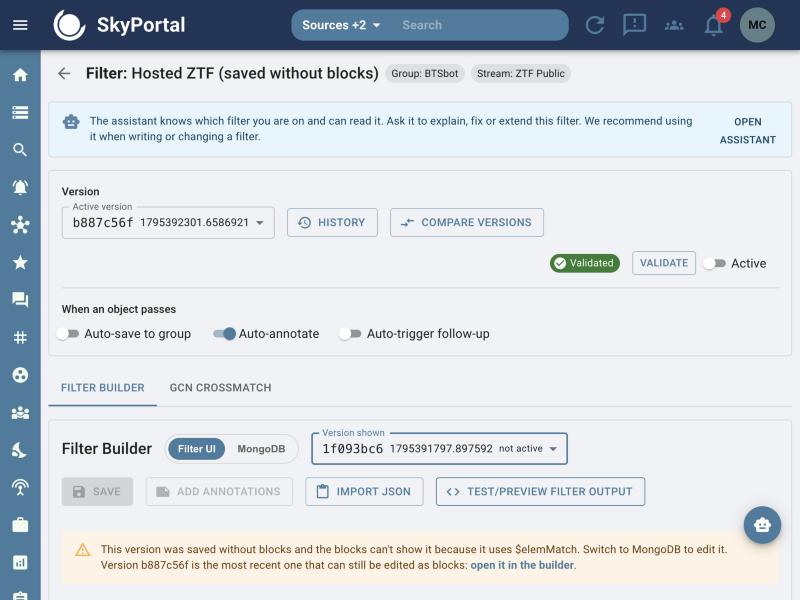 SkyPortal
Sources +2
Search
4
MC
Filter: Hosted ZTF (saved without blocks)
Group: BTSbot
Stream: ZTF Public
The assistant knows which filter you are on and can read it. Ask it to explain, fix or extend this filter. We recommend using
it when writing or changing a filter.
OPEN
ASSISTANT
Version
Active version
b887c56f 1795392301.6586921
HISTORY
COMPARE VERSIONS
Validated
VALIDATE
Active
When an object passes
Auto-save to group
Auto-annotate
Auto-trigger follow-up
FILTER BUILDER
GCN CROSSMATCH
Filter Builder
Filter UI
MongoDB
Version shown
1f093bc6 1795391797.897592 not active
SAVE
ADD ANNOTATIONS
IMPORT JSON
TEST/PREVIEW FILTER OUTPUT
This version was saved without blocks and the blocks can't show it because it uses $elemMatch. Switch to MongoDB to edit it.
Version b887c56f is the most recent one that can still be edited as blocks: open it in the builder.